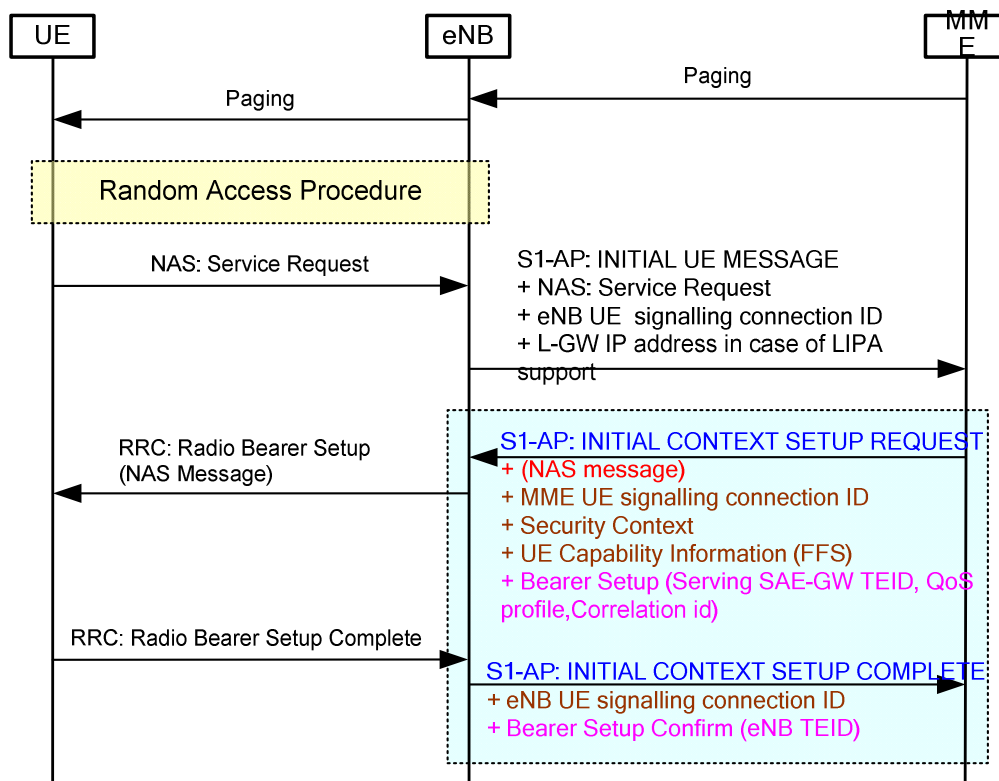 UE
eNB
MM
E
Paging
Paging
Random Access Procedure
NAS: Service Request
S1-AP: INITIAL UE MESSAGE
+ NAS: Service Request
+ eNB UE  signalling connection ID
+ L-GW IP address in case of LIPA
support
S1-AP: INITIAL CONTEXT SETUP REQUEST
+ (NAS message)
+ MME UE signalling connection ID
+ Security Context
+ UE Capability Information (FFS)
+ Bearer Setup (Serving SAE-GW TEID, QoS
profile,Correlation id)
RRC: Radio Bearer Setup
(NAS Message)
RRC: Radio Bearer Setup Complete
S1-AP: INITIAL CONTEXT SETUP COMPLETE
+ eNB UE signalling connection ID
+ Bearer Setup Confirm (eNB TEID)